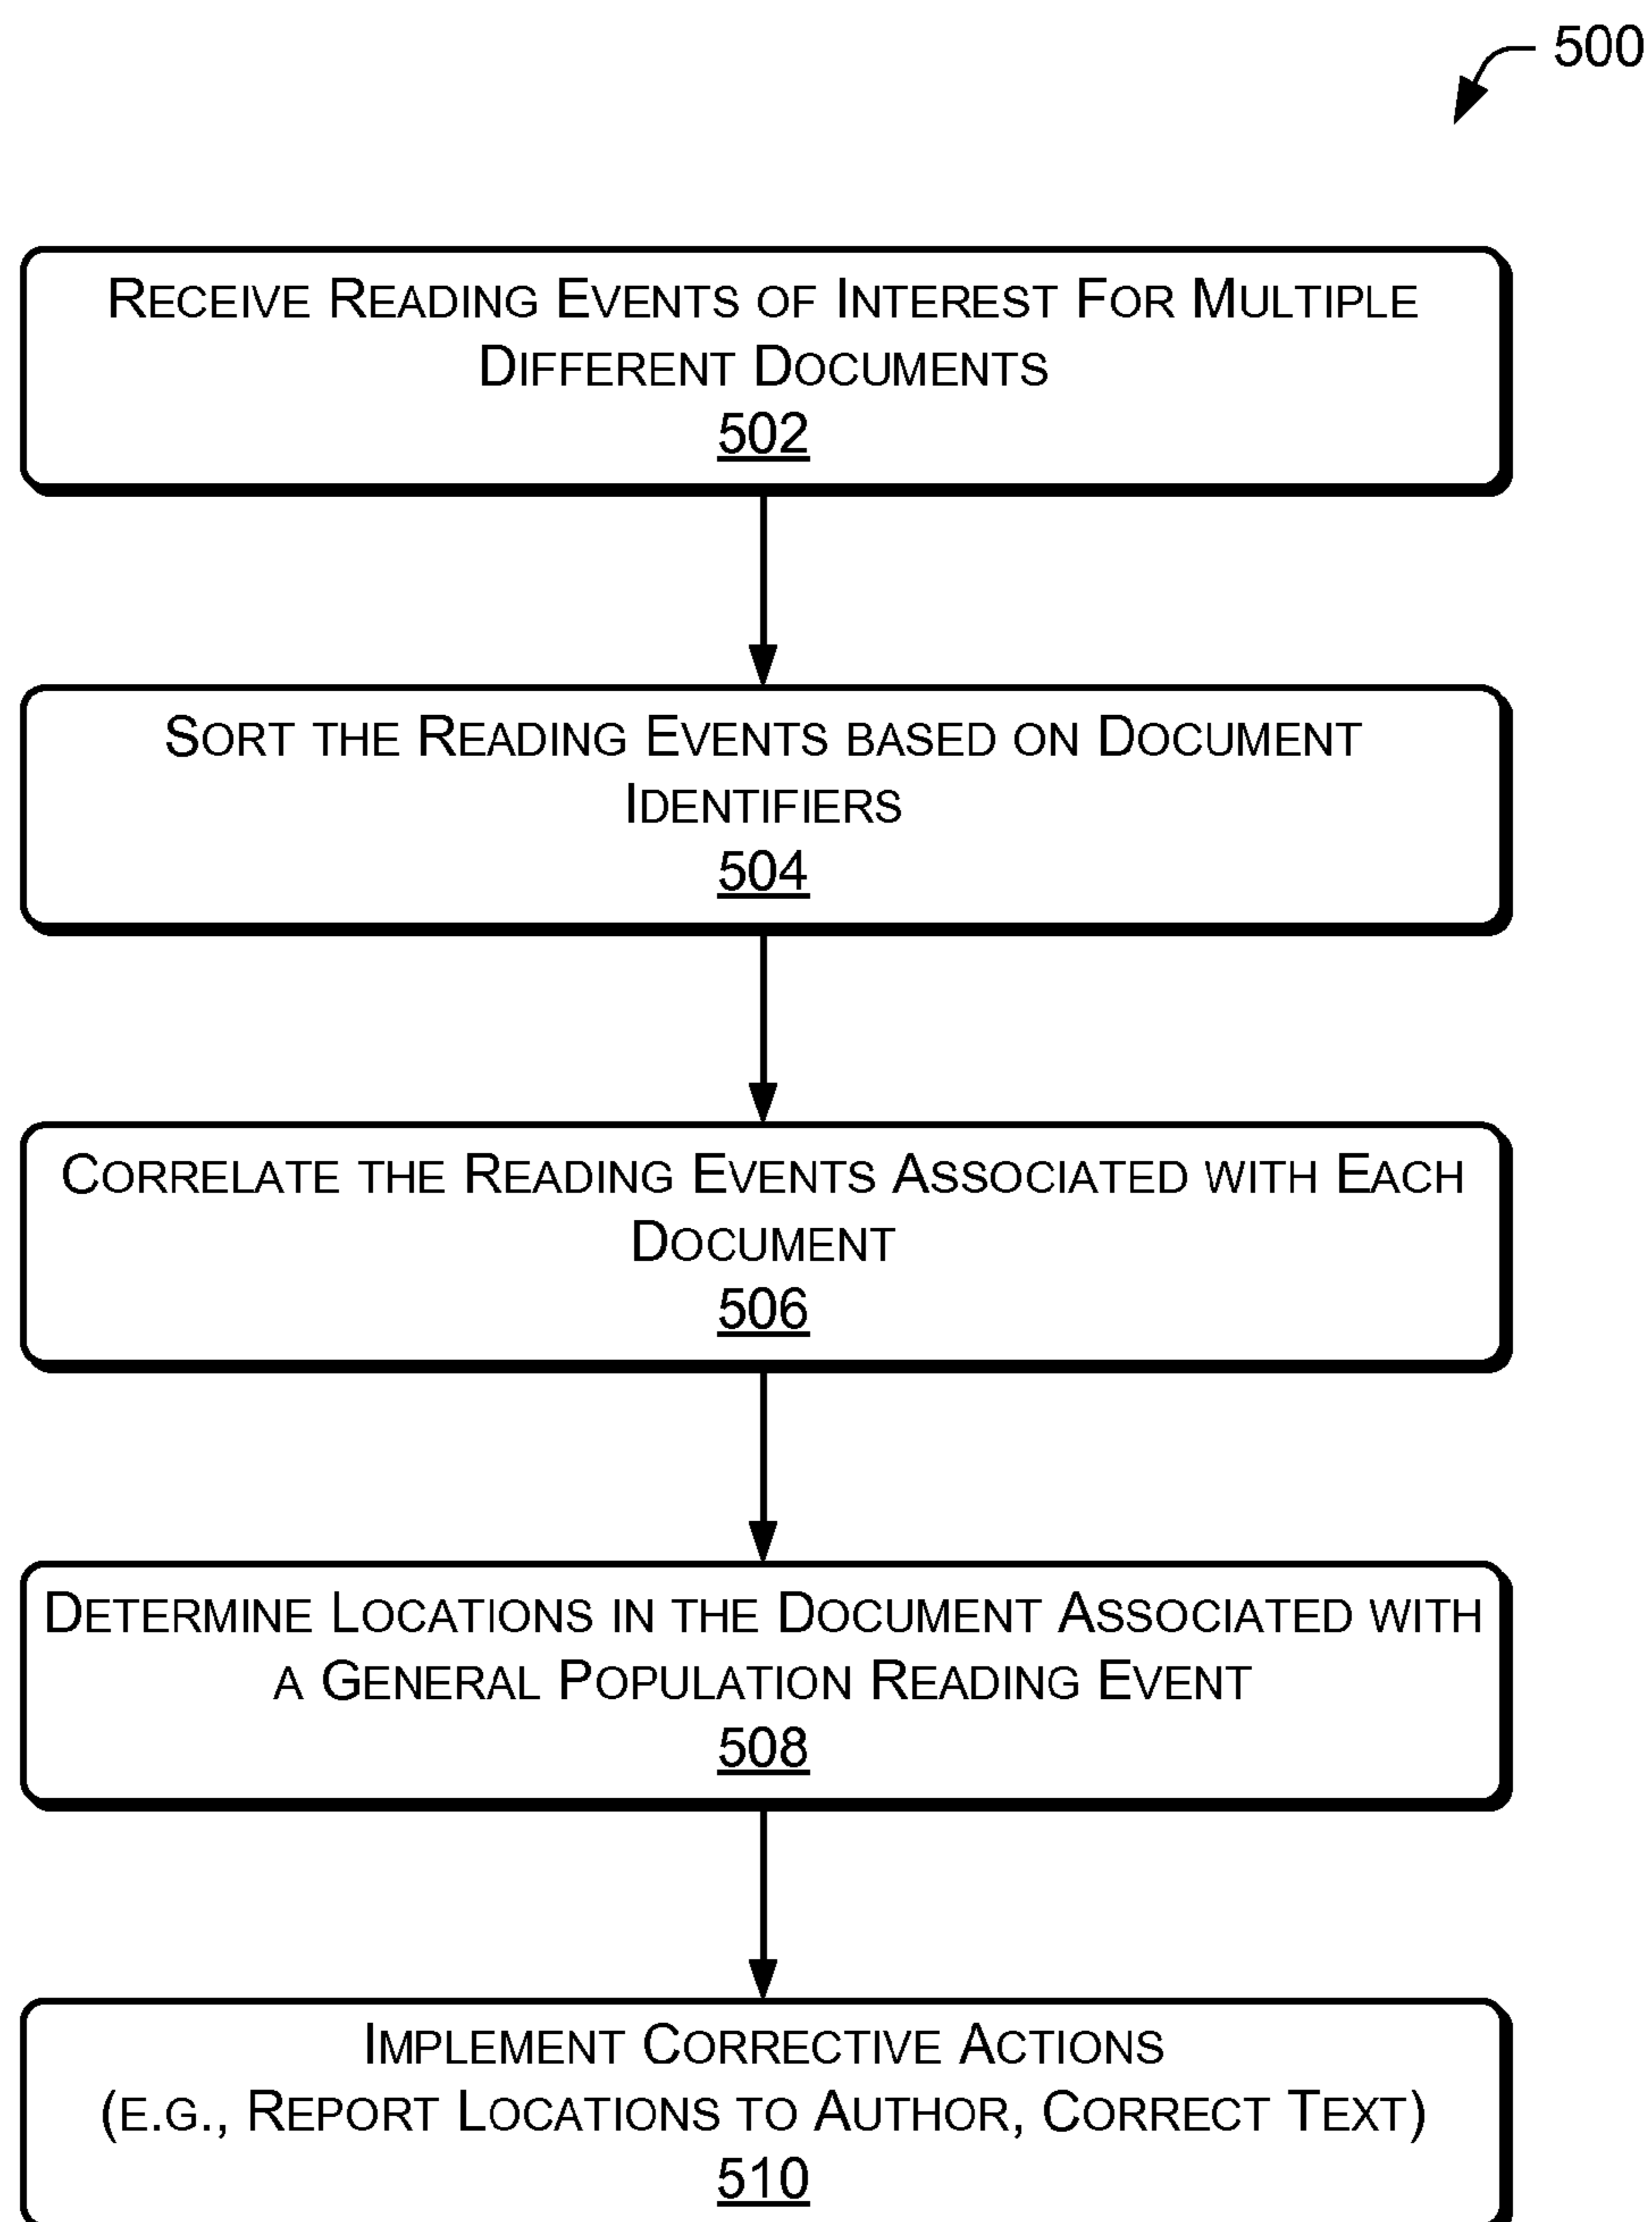 500
RECEIVE READING EVENTS OF INTEREST FOR MULTIPLE
DIFFERENT DOCUMENTS
502
SORT THE READING EVENTS BASED ON DOCUMENT
IDENTIFIERS
504
CORRELATE THE READING EVENTS ASSOCIATED WITH EACH
DOCUMENT
506
DETERMINE LOCATIONS IN THE DOCUMENT ASSOCIATED WITH
A GENERAL POPULATION READING EVENT
508
IMPLEMENT CORRECTIVE ACTIONS
(E.G., REPORT LOCATIONS TO AUTHOR, CORRECT TEXT)
510